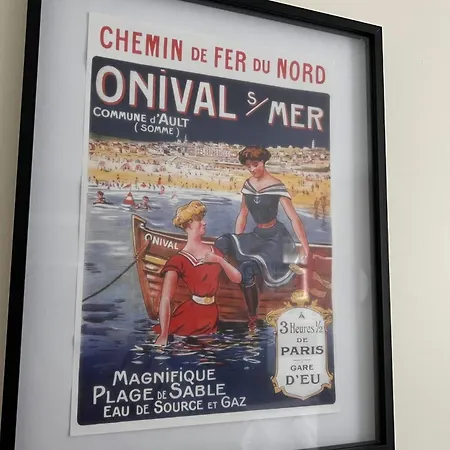 CHEMIN DE FER DU NORD
ONIVAL S/MER
COMMUNE d'AULT
(SOMME)
ONIVAL
À
3 Heures ½
DE
PARIS
GARE
D'EU
MAGNIFIQUE
PLAGE DE SABLE
EAU DE SOURCE ET GAZ